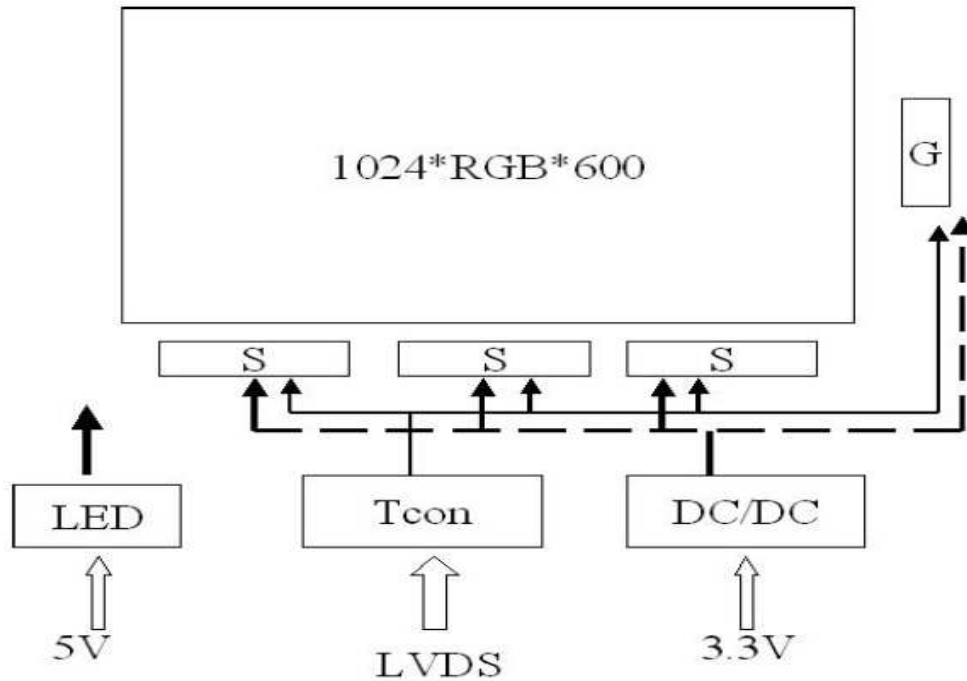 1024*RGB*600
G
S
S
S
LED
Tcon
DC/DC
5V
LVDS
3.3V